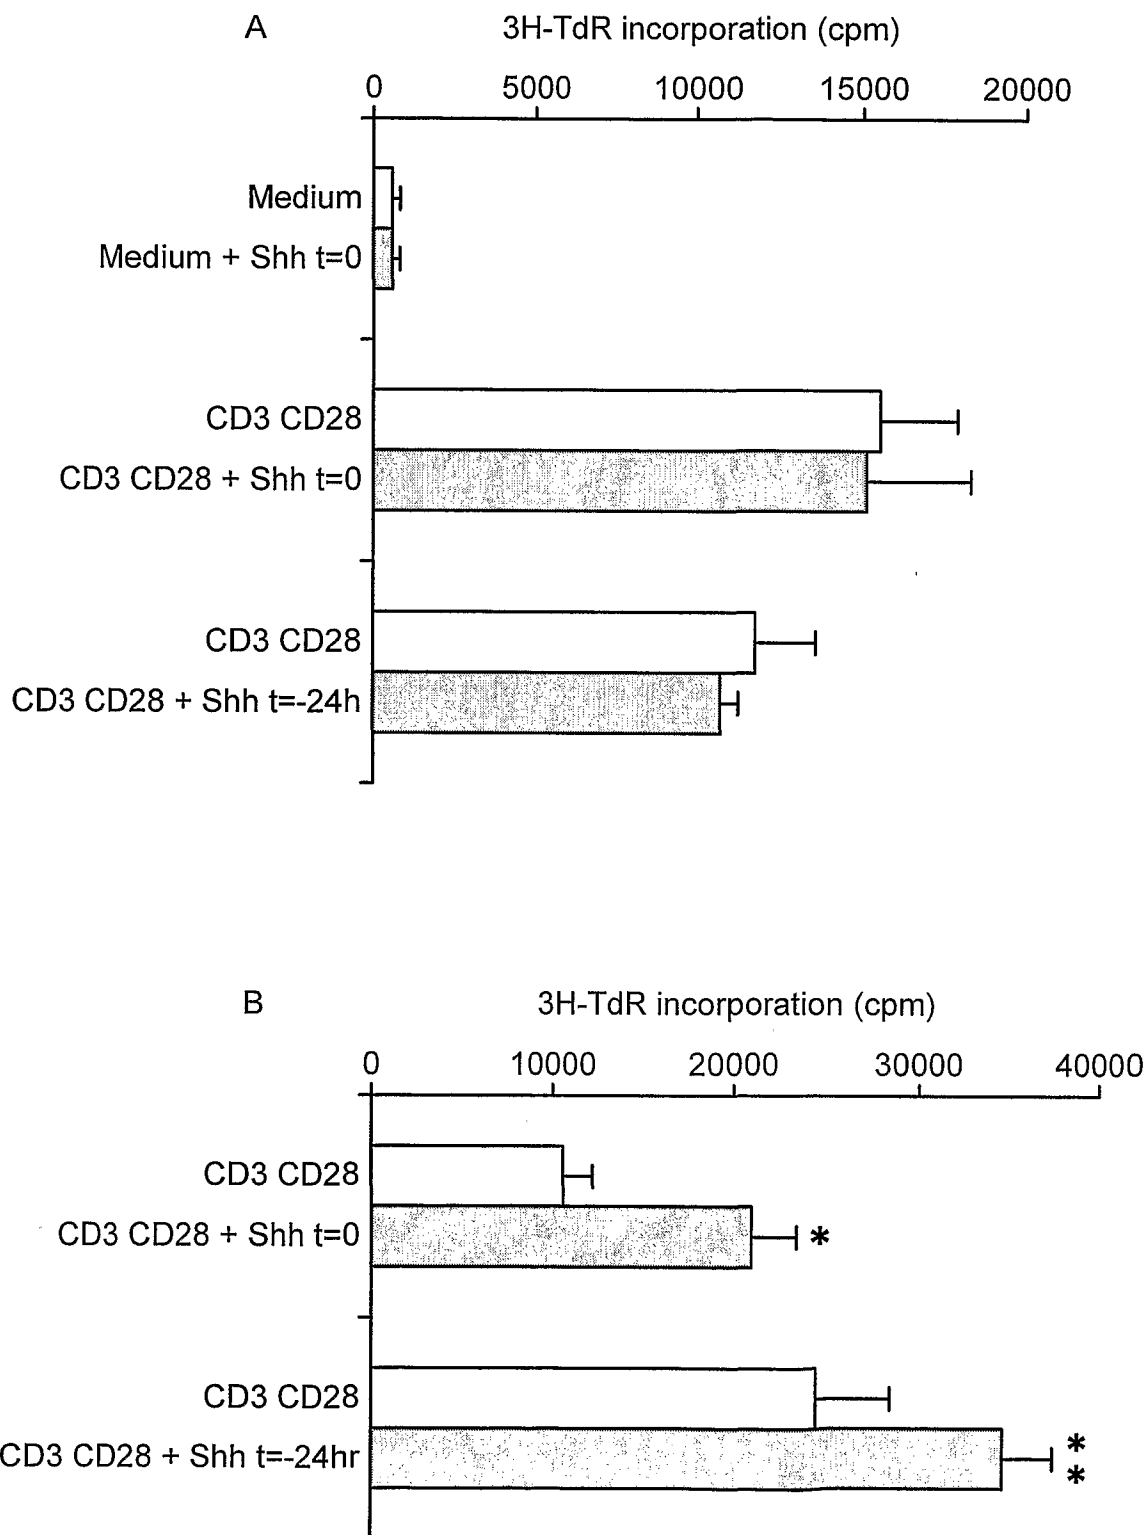 A 3H-TdR incorporation (cpm)
0 5000 10000 15000 20000
Medium
Medium + Shh t=0
CD3 CD28
CD3 CD28 + Shh t=0
CD3 CD28
CD3 CD28 + Shh t=-24h
B 3H-TdR incorporation (cpm)
0 10000 20000 30000 40000
CD3 CD28
CD3 CD28 + Shh t=0 *
CD3 CD28
CD3 CD28 + Shh t=-24hr * *